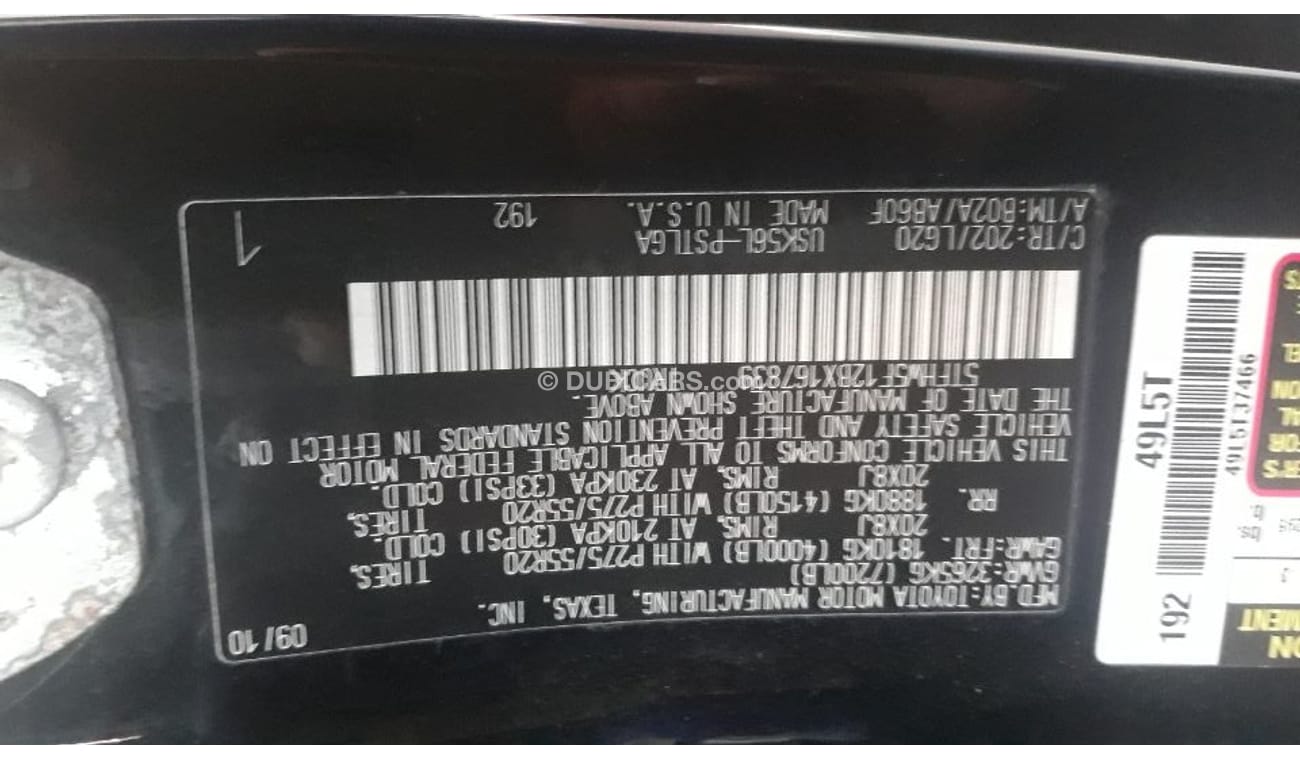 MFD.BY:TOYOTA MOTOR MANUFACTURING, TEXAS, INC. 09/10
GVWR:3265KG (7200LB)
GAWR:FRT. 1810KG (4000LB) WITH P275/55R20 TIRES,
20X8J RIMS, AT 210KPA (30PSI) COLD.
RR. 1880KG (4150LB) WITH P275/55R20 TIRES,
20X8J RIMS, AT 230KPA (33PSI) COLD.
THIS VEHICLE CONFORMS TO ALL APPLICABLE FEDERAL MOTOR
VEHICLE SAFETY AND THEFT PREVENTION STANDARDS IN EFFECT ON
THE DATE OF MANUFACTURE SHOWN ABOVE.
5TFHW5F12BX167839
© DUBICARS.com
C/TR:202/LG20 USK56L-PSTLGA
A/TM:B02A/AB60F MADE IN U.S.A. 192
1
192 49L5T
49L5T37466
ON
MENT